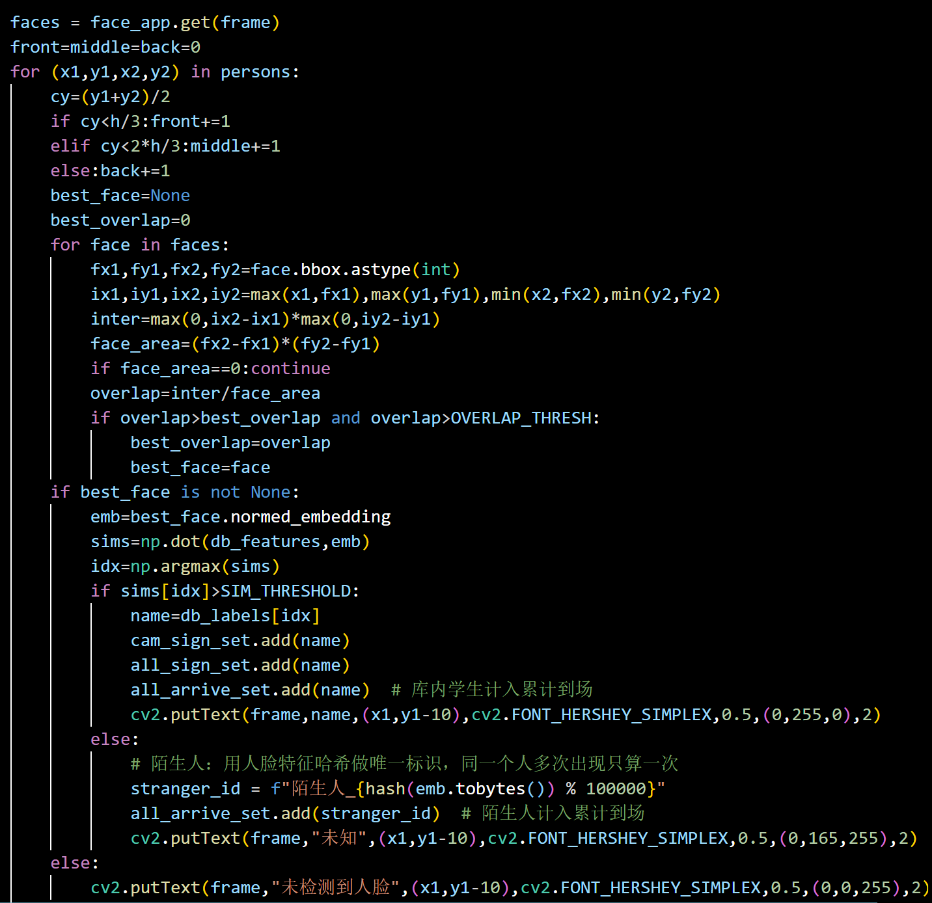 faces = face_app.get(frame)
front=middle=back=0
for (x1,y1,x2,y2) in persons:
    cy=(y1+y2)/2
    if cy<h/3:front+=1
    elif cy<2*h/3:middle+=1
    else:back+=1
    best_face=None
    best_overlap=0
    for face in faces:
        fx1,fy1,fx2,fy2=face.bbox.astype(int)
        ix1,iy1,ix2,iy2=max(x1,fx1),max(y1,fy1),min(x2,fx2),min(y2,fy2)
        inter=max(0,ix2-ix1)*max(0,iy2-iy1)
        face_area=(fx2-fx1)*(fy2-fy1)
        if face_area==0:continue
        overlap=inter/face_area
        if overlap>best_overlap and overlap>OVERLAP_THRESH:
            best_overlap=overlap
            best_face=face
    if best_face is not None:
        emb=best_face.normed_embedding
        sims=np.dot(db_features,emb)
        idx=np.argmax(sims)
        if sims[idx]>SIM_THRESHOLD:
            name=db_labels[idx]
            cam_sign_set.add(name)
            all_sign_set.add(name)
            all_arrive_set.add(name)  # 库内学生计入累计到场
            cv2.putText(frame,name,(x1,y1-10),cv2.FONT_HERSHEY_SIMPLEX,0.5,(0,255,0),2)
        else:
            # 陌生人：用人脸特征哈希做唯一标识，同一个人多次出现只算一次
            stranger_id = f"陌生人_{hash(emb.tobytes()) % 100000}"
            all_arrive_set.add(stranger_id)  # 陌生人计入累计到场
            cv2.putText(frame,"未知",(x1,y1-10),cv2.FONT_HERSHEY_SIMPLEX,0.5,(0,165,255),2)
    else:
        cv2.putText(frame,"未检测到人脸",(x1,y1-10),cv2.FONT_HERSHEY_SIMPLEX,0.5,(0,0,255),2)